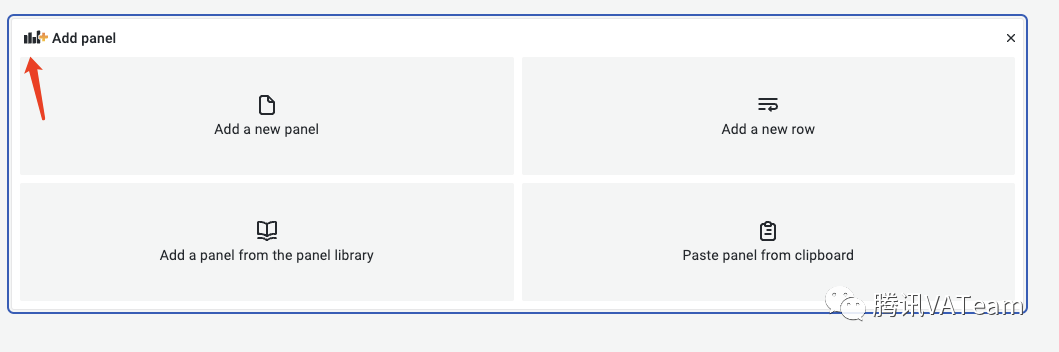 Add panel
Add a new panel
Add a new row
Add a panel from the panel library
Paste panel from clipboard
腾讯VATeam